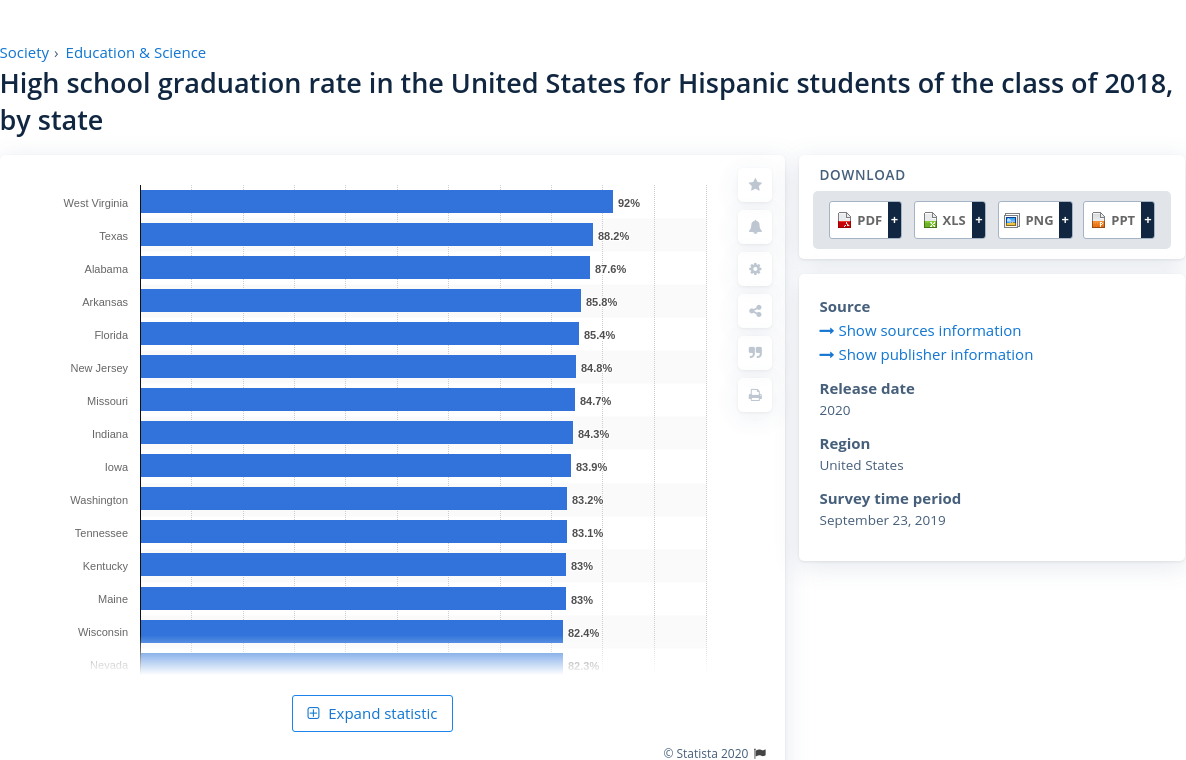 Society › Education & Science
High school graduation rate in the United States for Hispanic students of the class of 2018,
by state
West Virginia 92%
Texas 88.2%
Alabama 87.6%
Arkansas 85.8%
Florida 85.4%
New Jersey 84.8%
Missouri 84.7%
Indiana 84.3%
Iowa 83.9%
Washington 83.2%
Tennessee 83.1%
Kentucky 83%
Maine 83%
Wisconsin 82.4%
Nevada 82.3%
Expand statistic
© Statista 2020
DOWNLOAD
PDF + XLS + PNG + PPT +
Source
Show sources information
Show publisher information
Release date
2020
Region
United States
Survey time period
September 23, 2019